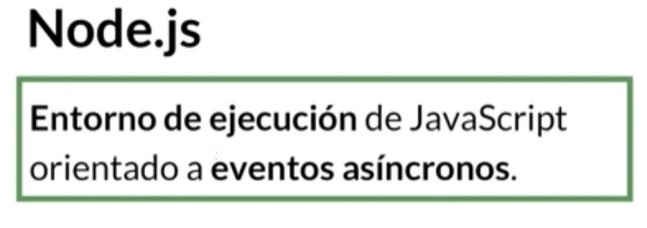 Node.js
Entorno de ejecución de JavaScript
orientado a eventos asíncronos.